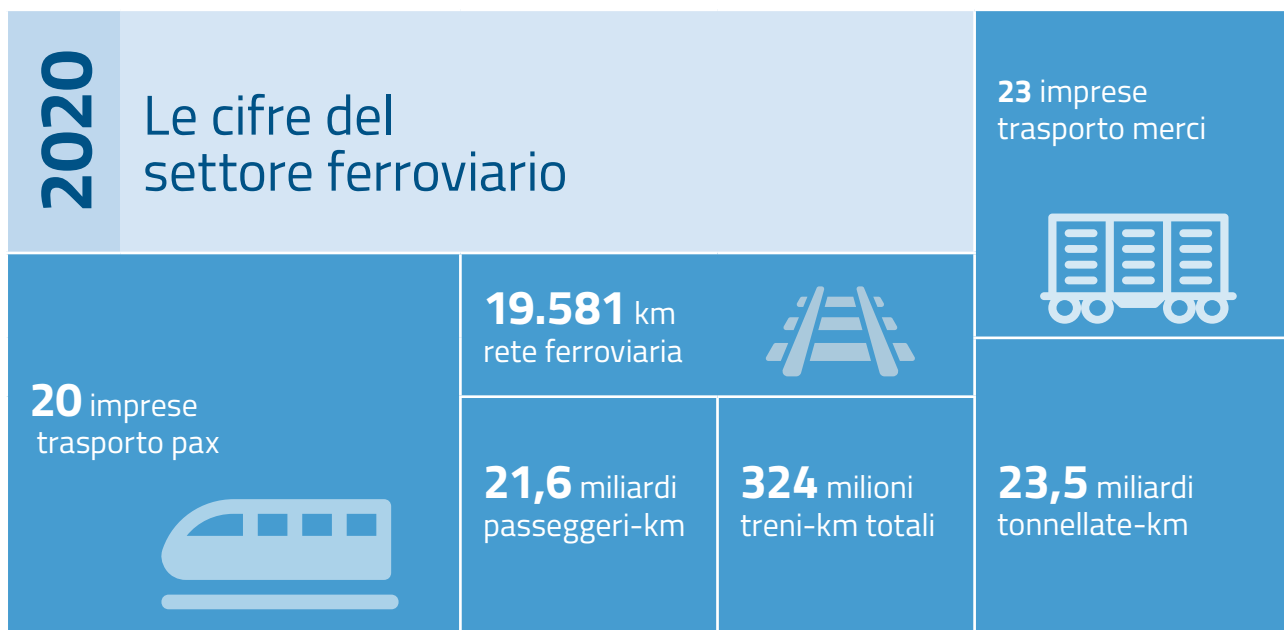 2020
Le cifre del
settore ferroviario
23 imprese
trasporto merci
20 imprese
trasporto pax
19.581 km
rete ferroviaria
21,6 miliardi
passeggeri-km
324 milioni
treni-km totali
23,5 miliardi
tonnellate-km